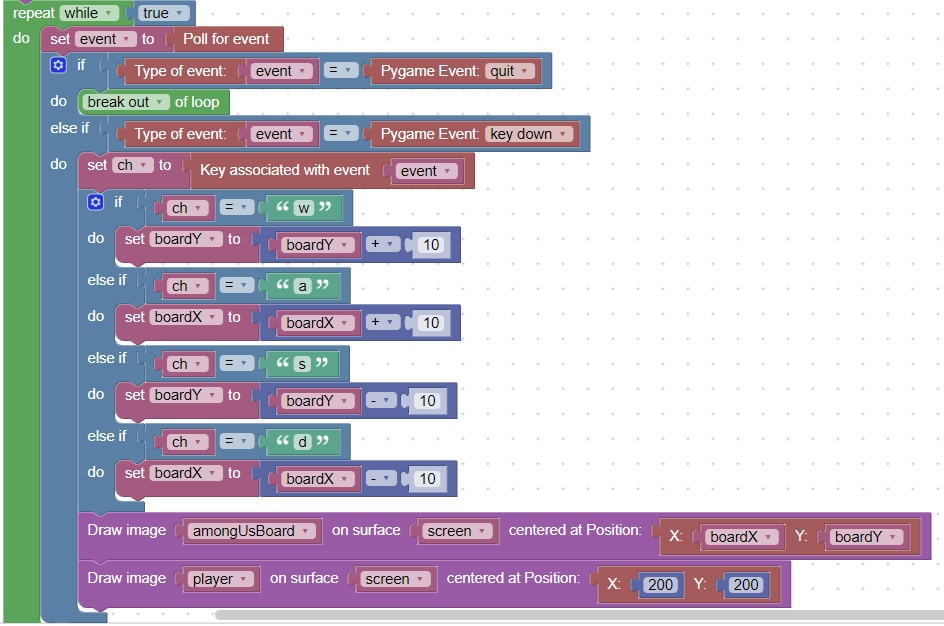 repeat while true
do set event to Poll for event
if Type of event: event = Pygame Event: quit
do break out of loop
else if Type of event: event = Pygame Event: key down
do set ch to Key associated with event event
if ch = “ w ”
do set boardY to boardY + 10
else if ch = “ a ”
do set boardX to boardX + 10
else if ch = “ s ”
do set boardY to boardY - 10
else if ch = “ d ”
do set boardX to boardX - 10
Draw image amongUsBoard on surface screen centered at Position: X: boardX Y: boardY
Draw image player on surface screen centered at Position: X: 200 Y: 200